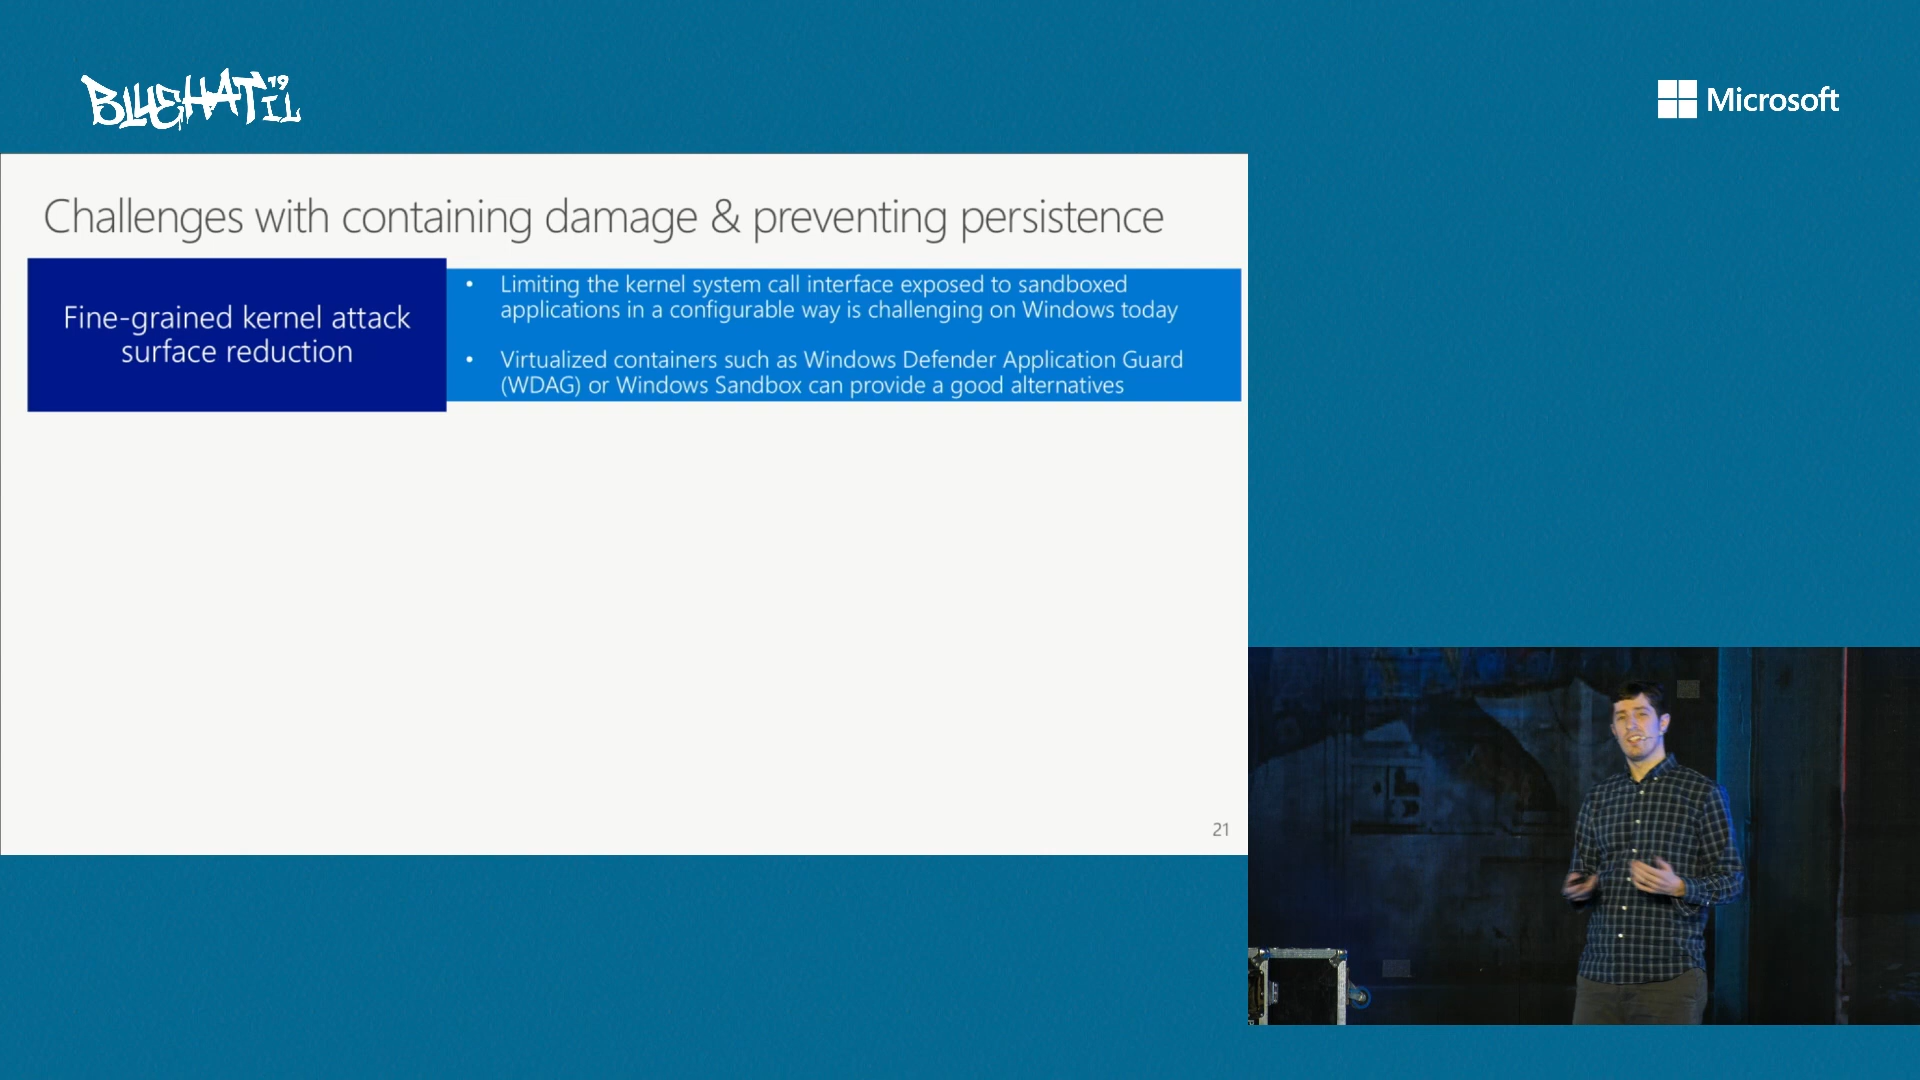 BLUEHAT IL 19
Microsoft
Challenges with containing damage & preventing persistence
Fine-grained kernel attack
surface reduction
• Limiting the kernel system call interface exposed to sandboxed
applications in a configurable way is challenging on Windows today
• Virtualized containers such as Windows Defender Application Guard
(WDAG) or Windows Sandbox can provide a good alternatives
21